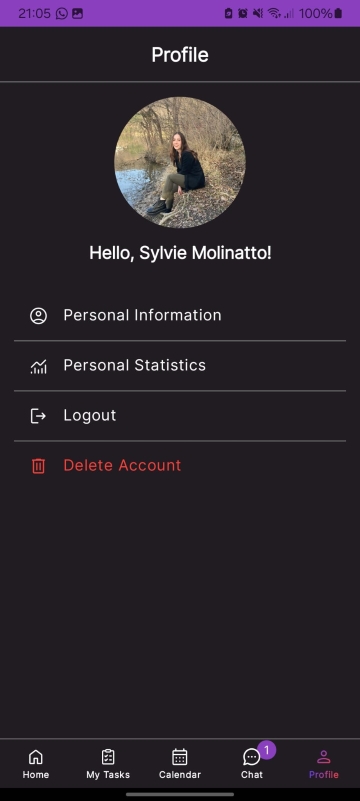 21:05 100%
Profile
Hello, Sylvie Molinatto!
Personal Information
Personal Statistics
Logout
Delete Account
1
Home My Tasks Calendar Chat Profile